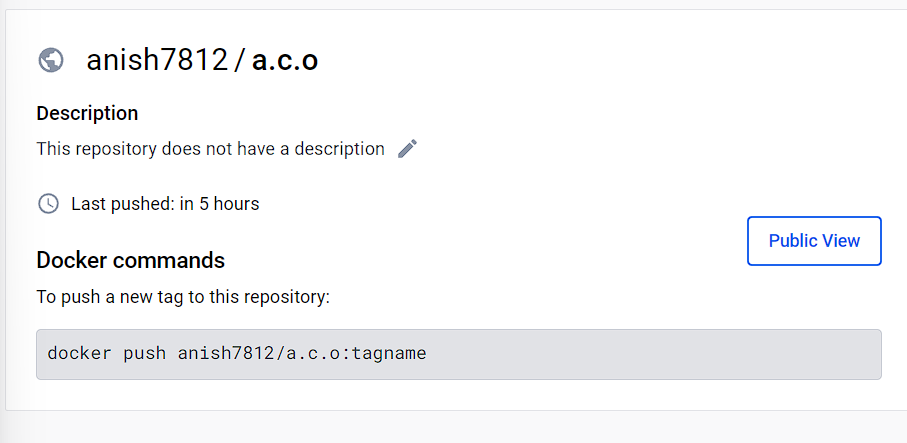 anish7812 / a.c.o
Description
This repository does not have a description
Last pushed: in 5 hours
Public View
Docker commands
To push a new tag to this repository:
docker push anish7812/a.c.o:tagname